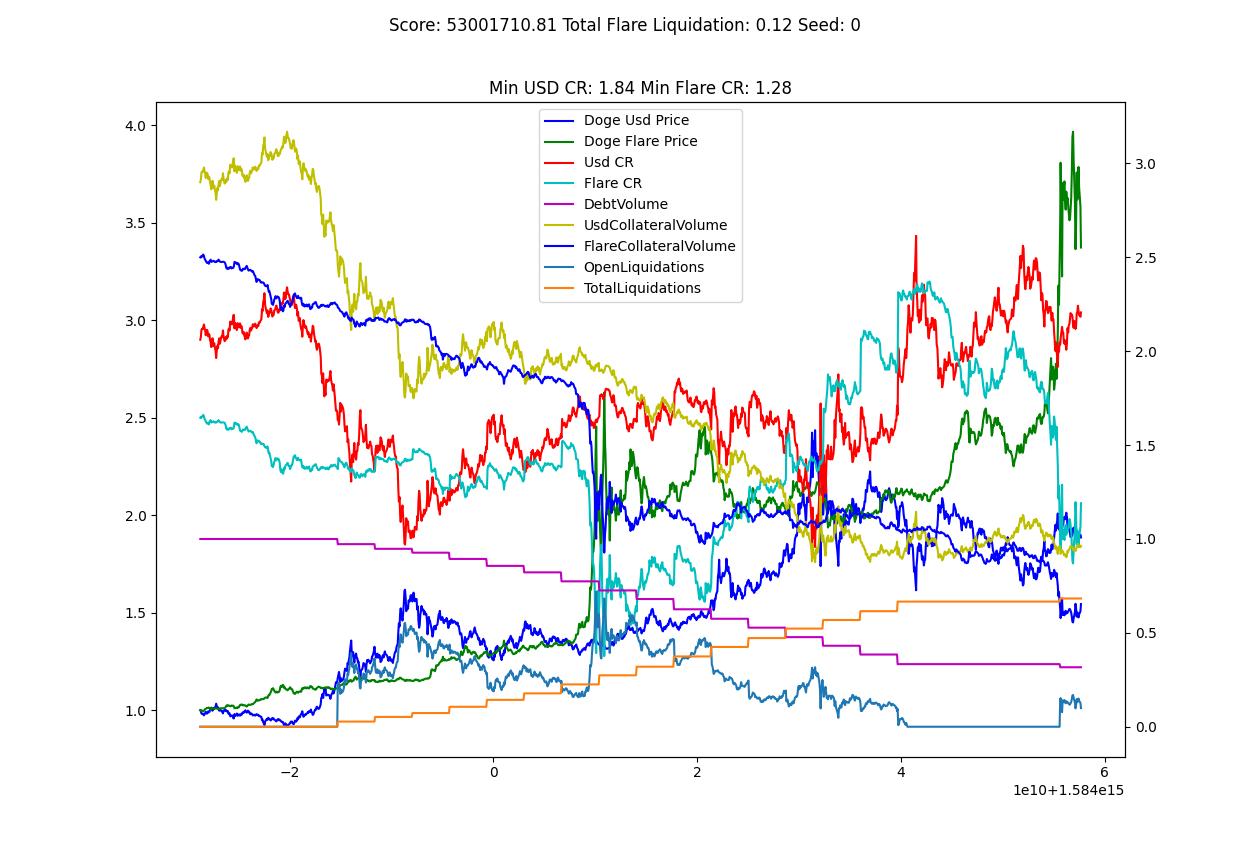 Score: 53001710.81 Total Flare Liquidation: 0.12 Seed: 0
Min USD CR: 1.84 Min Flare CR: 1.28
Doge Usd Price
Doge Flare Price
Usd CR
Flare CR
DebtVolume
UsdCollateralVolume
FlareCollateralVolume
OpenLiquidations
TotalLiquidations
4.0
3.5
3.0
2.5
2.0
1.5
1.0
3.0
2.5
2.0
1.5
1.0
0.5
0.0
−2 0 2 4 6
1e10+1.584e15